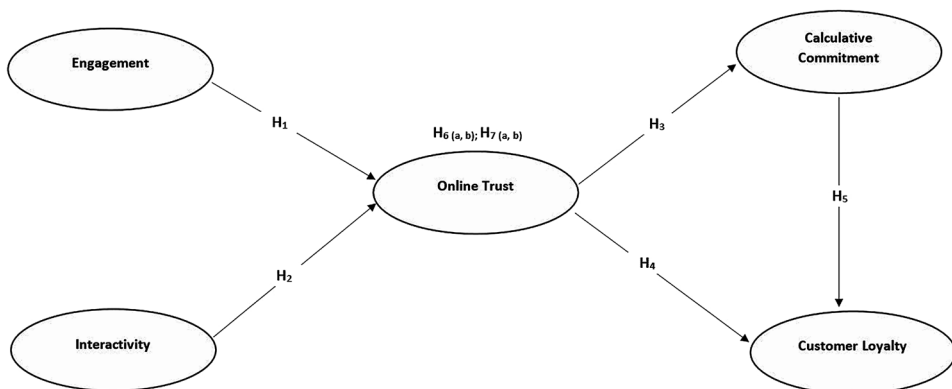 Engagement
Calculative
Commitment
H₁
H₃
H₆ (a, b); H₇ (a, b)
Online Trust
H₅
H₂
H₄
Interactivity
Customer Loyalty